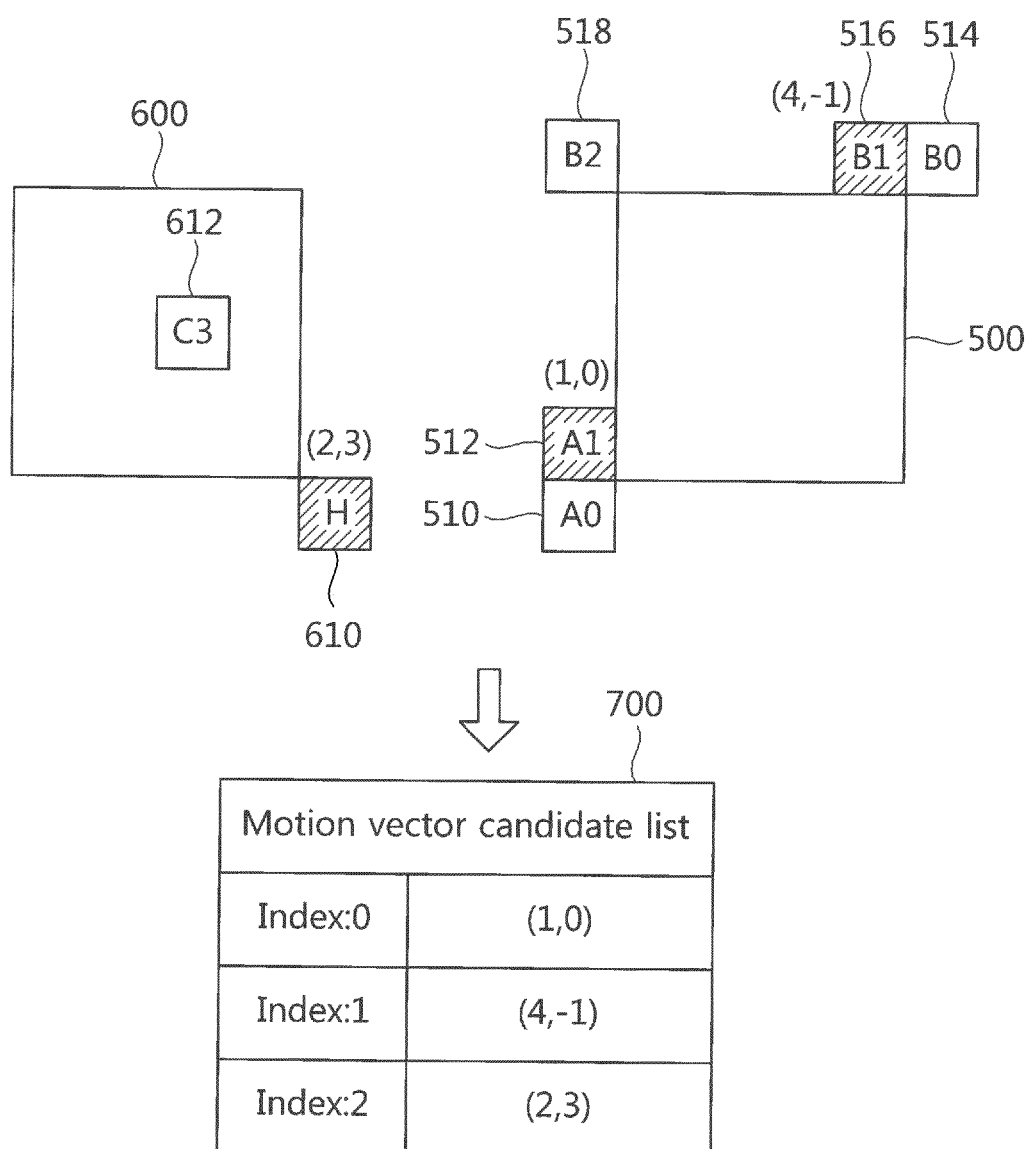 518
516
514
(4,-1)
600
B2
B1
B0
612
C3
500
(1,0)
(2,3)
512
A1
H
510
A0
610
700
Motion vector candidate list
Index:0
(1,0)
Index:1
(4,-1)
Index:2
(2,3)